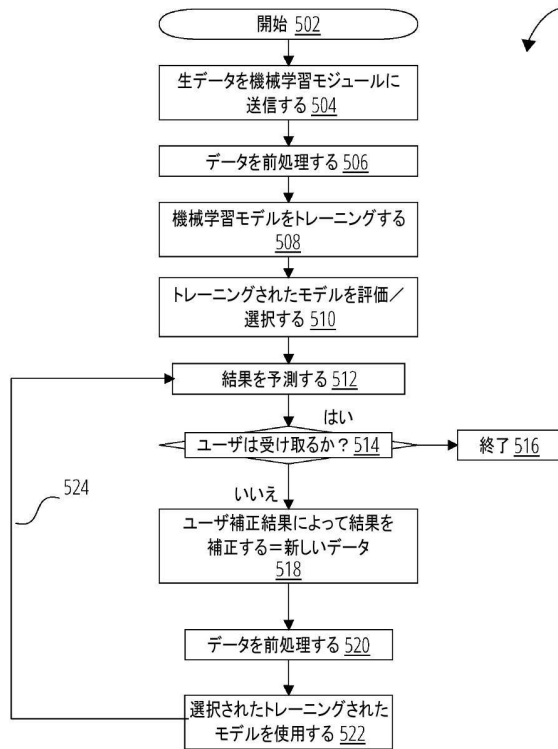 開始 502
生データを機械学習モジュールに
送信する 504
データを前処理する 506
機械学習モデルをトレーニングする
508
トレーニングされたモデルを評価／
選択する 510
結果を予測する 512
はい
ユーザは受け取るか？ 514
終了 516
いいえ
524
ユーザ補正結果によって結果を
補正する＝新しいデータ
518
データを前処理する 520
選択されたトレーニングされた
モデルを使用する 522